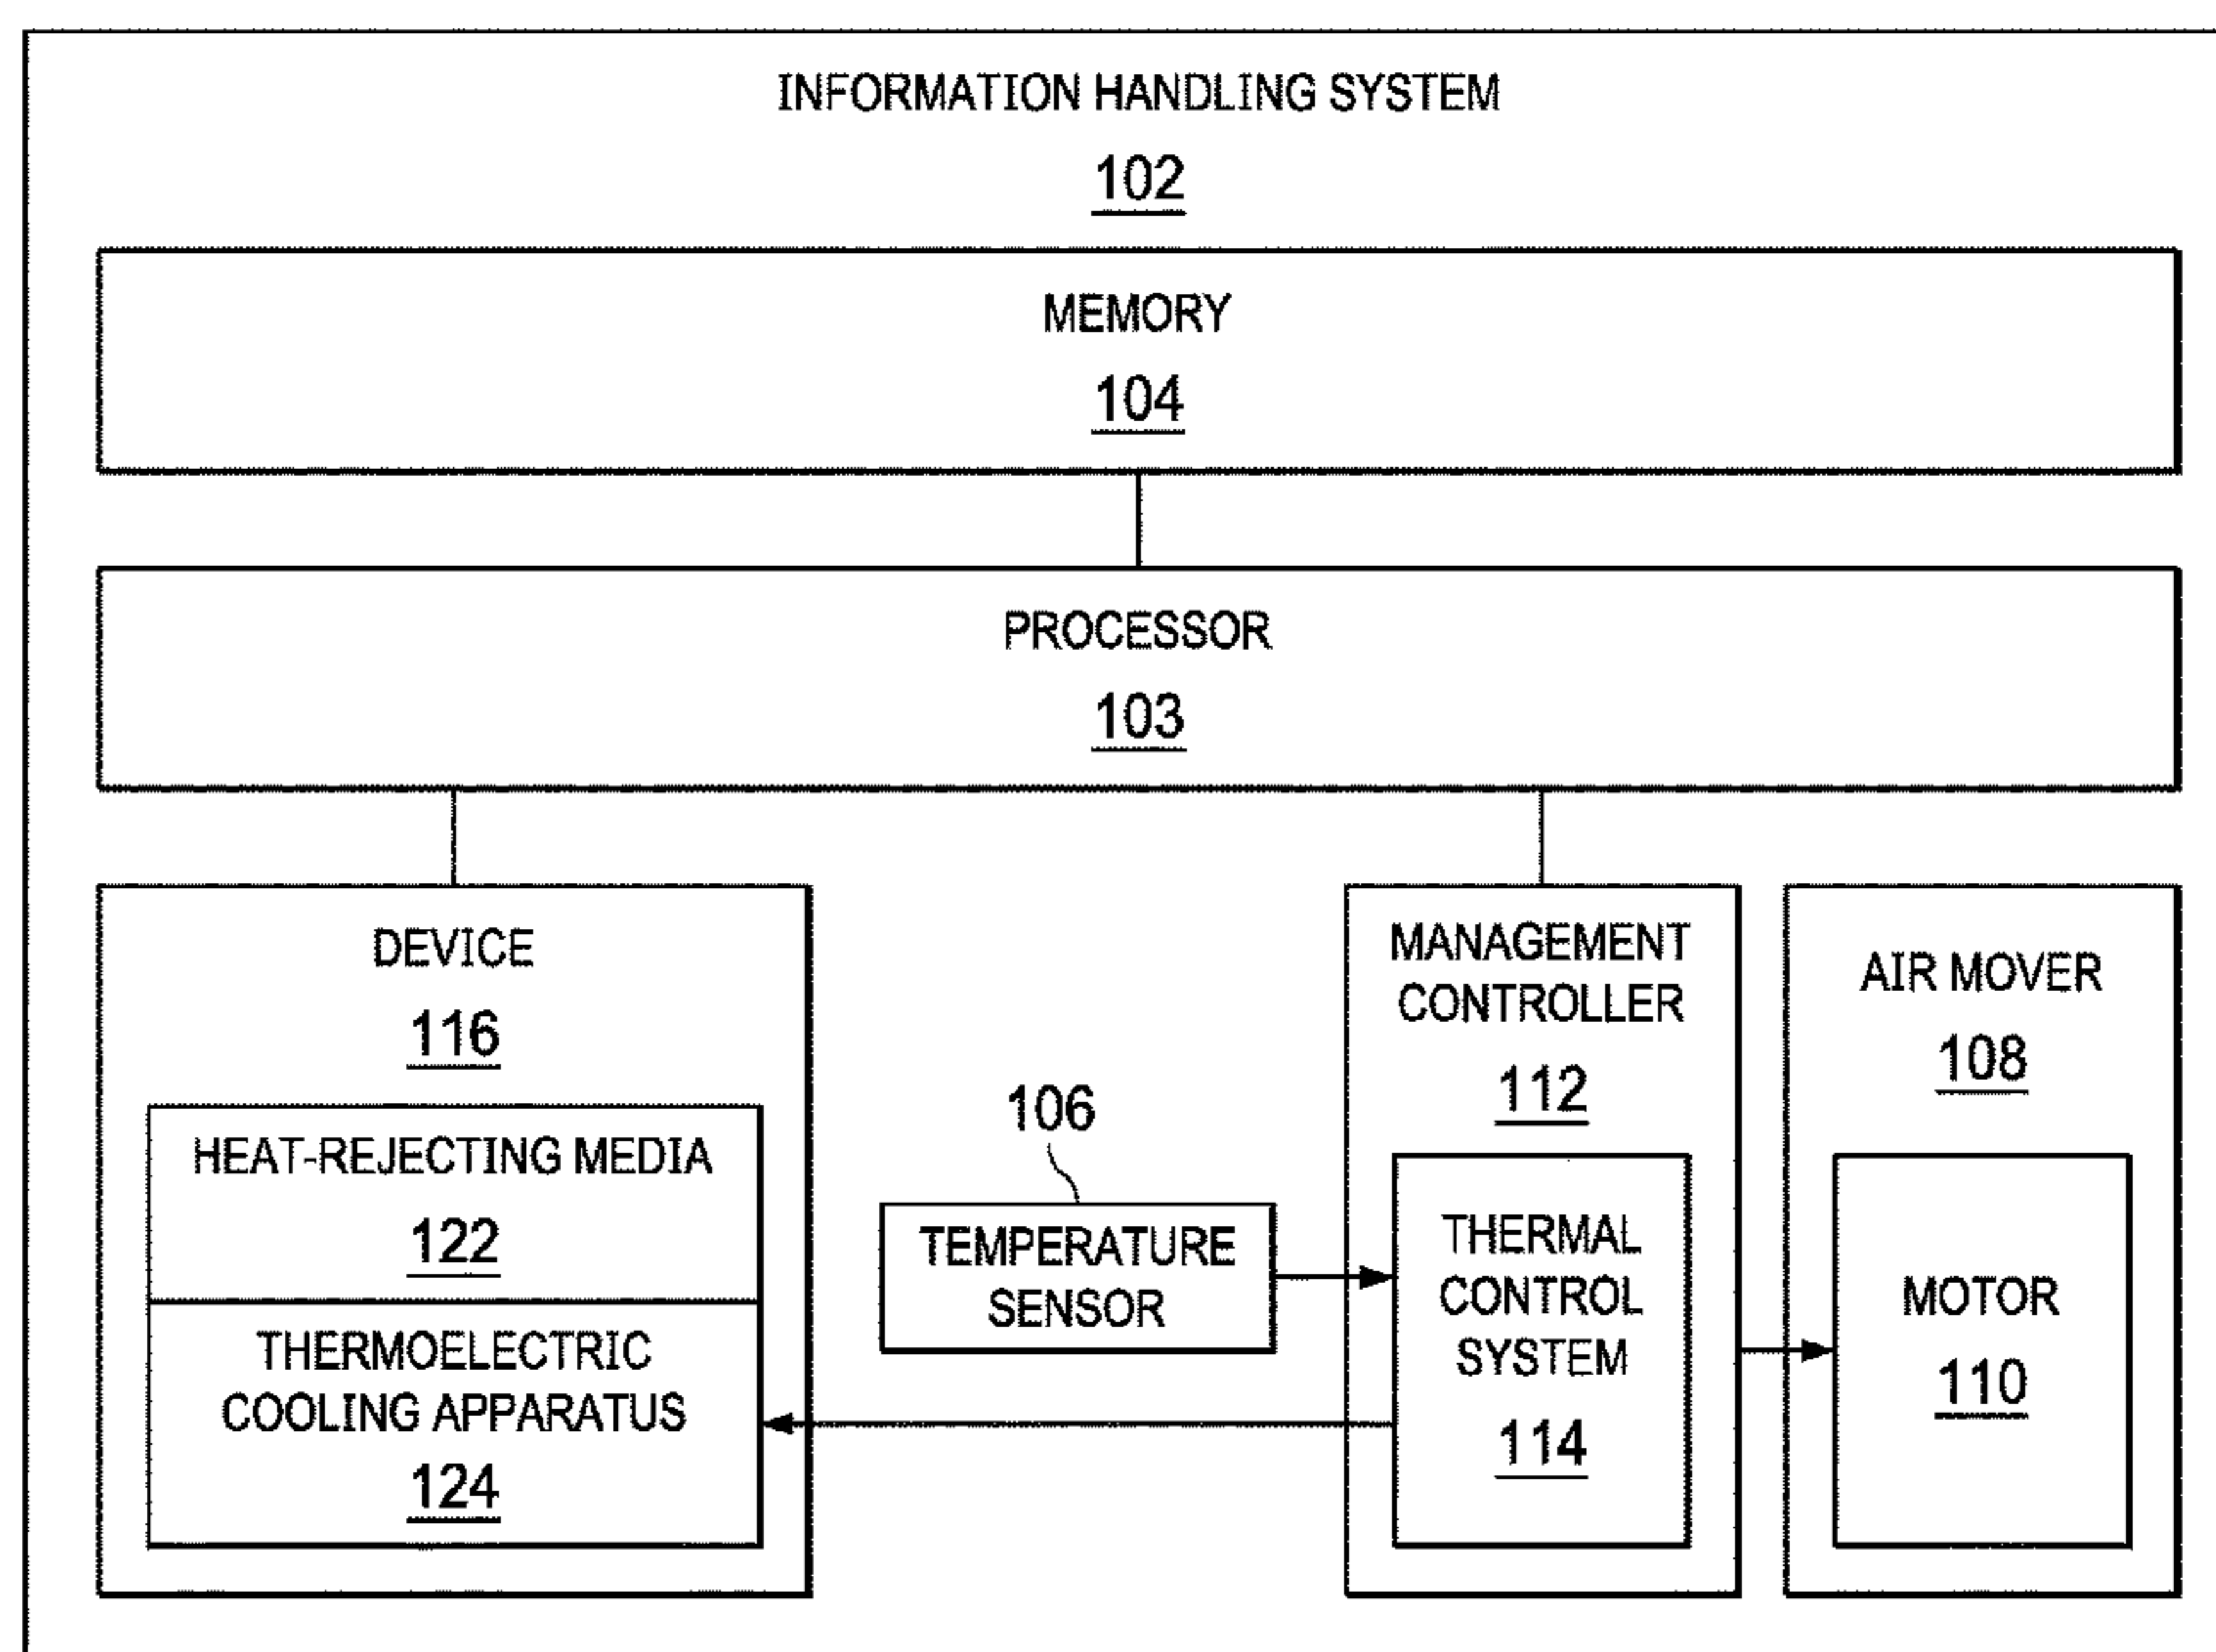 INFORMATION HANDLING SYSTEM
102
MEMORY
104
PROCESSOR
103
DEVICE
116
HEAT-REJECTING MEDIA
122
THERMOELECTRIC
COOLING APPARATUS
124
106
TEMPERATURE
SENSOR
MANAGEMENT
CONTROLLER
112
THERMAL
CONTROL
SYSTEM
114
AIR MOVER
108
MOTOR
110